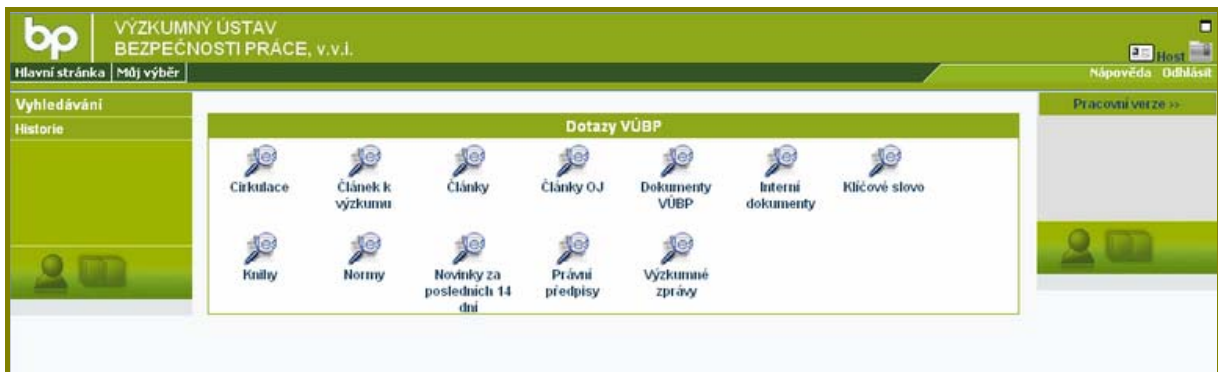 bp
VÝZKUMNÝ ÚSTAV
BEZPEČNOSTI PRÁCE, v.v.i.
Host
Hlavní stránka Můj výběr
Nápověda Odhlásit
Vyhledávání
Historie
Pracovní verze »
Dotazy VÚBP
Cirkulace
Článek k
výzkumu
Články
Články OJ
Dokumenty
VÚBP
Interní
dokumenty
Klíčové slovo
Knihy
Normy
Novinky za
posledních 14
dní
Právní
předpisy
Výzkumné
zprávy